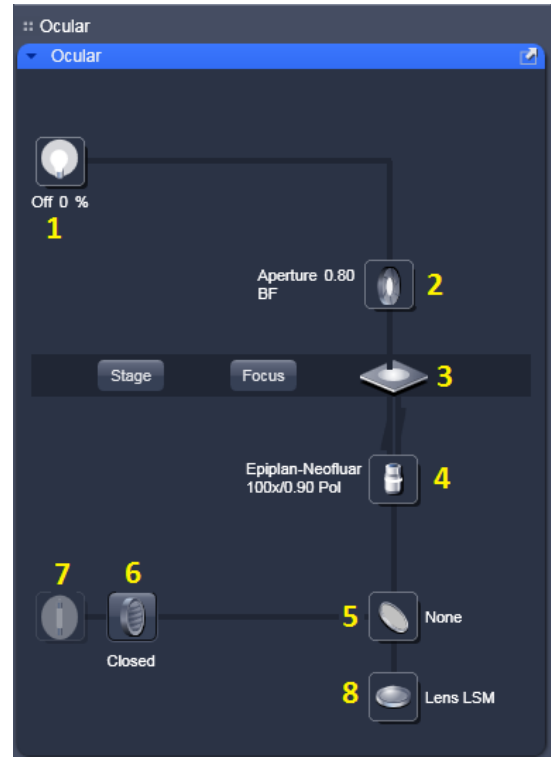 Ocular
Ocular
Off 0 %
1
Aperture 0.80
BF
2
Stage
Focus
3
Epiplan-Neofluar
100x/0.90 Pol
4
7
6
5
None
Closed
8
Lens LSM